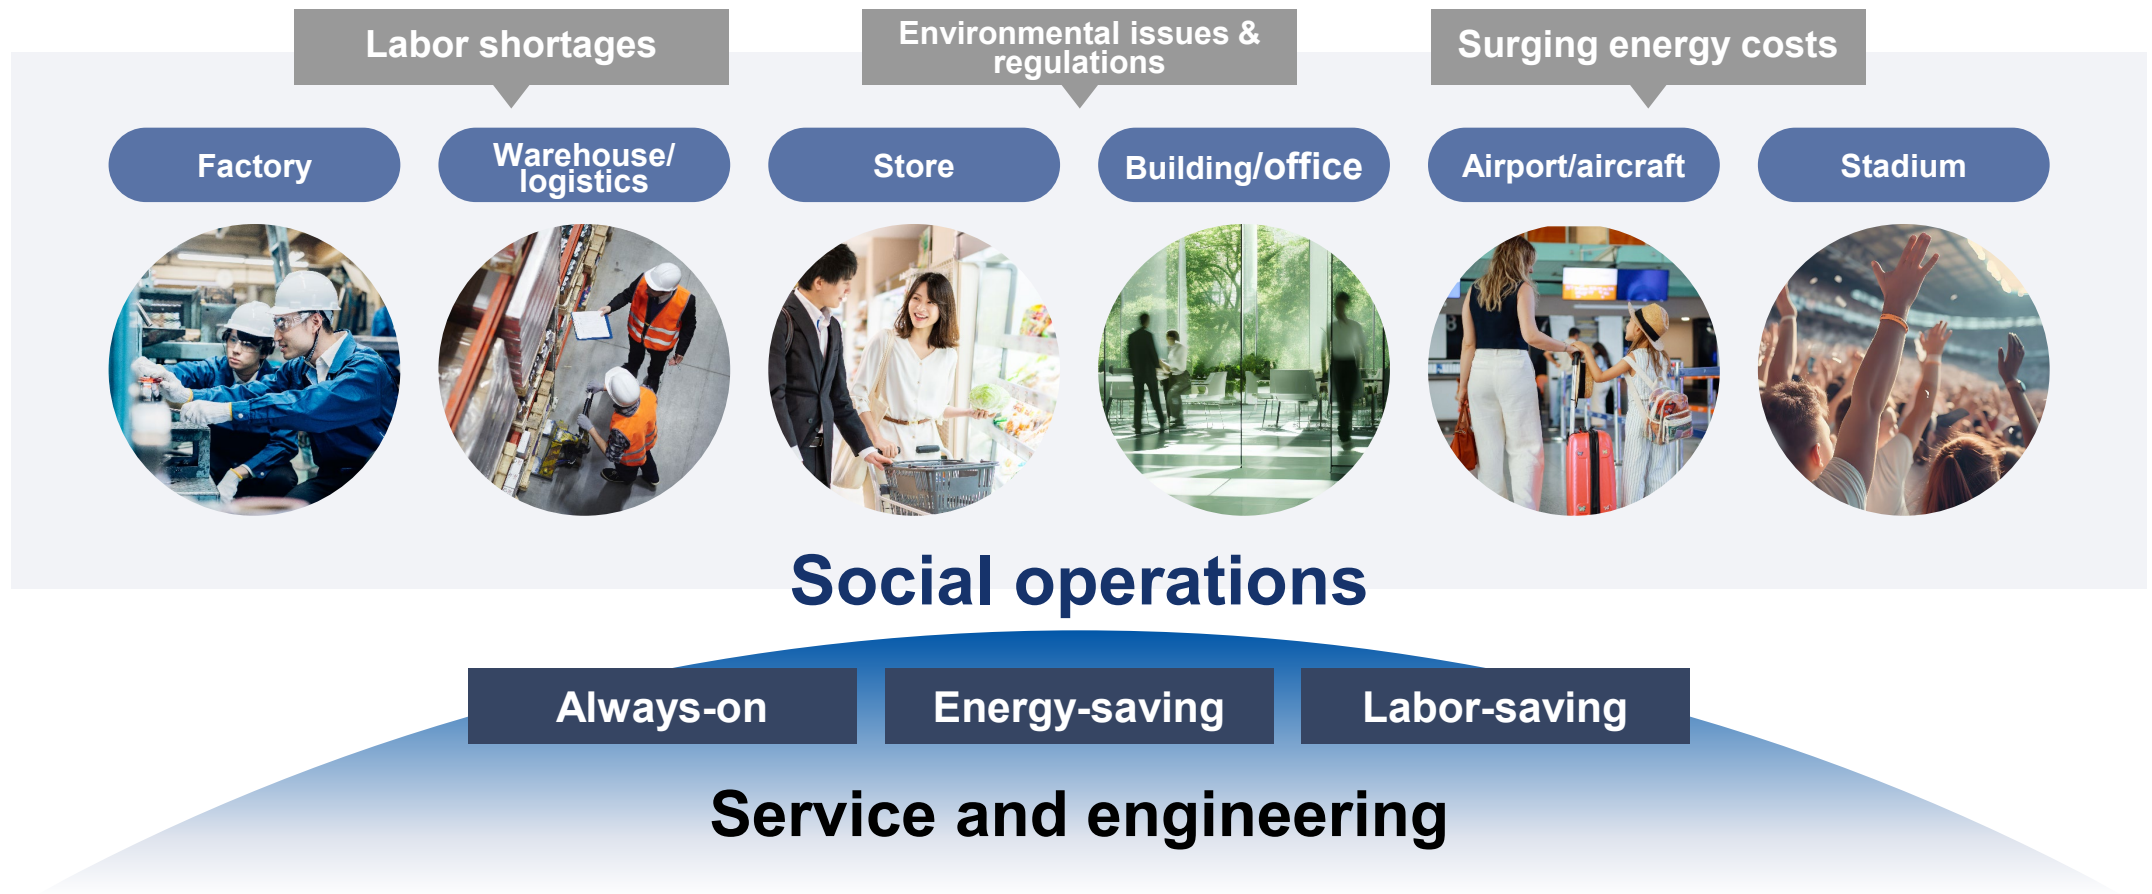 Labor shortages
Environmental issues &
regulations
Surging energy costs
Factory
Warehouse/
logistics
Store
Building/office
Airport/aircraft
Stadium
Social operations
Always-on
Energy-saving
Labor-saving
Service and engineering